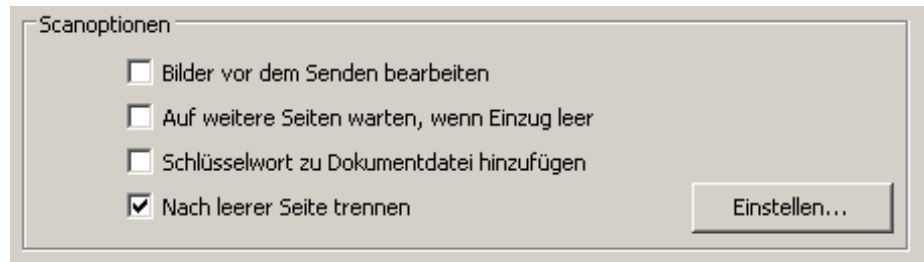 Scanoptionen
Bilder vor dem Senden bearbeiten
Auf weitere Seiten warten, wenn Einzug leer
Schlüsselwort zu Dokumentdatei hinzufügen
Nach leerer Seite trennen
Einstellen...